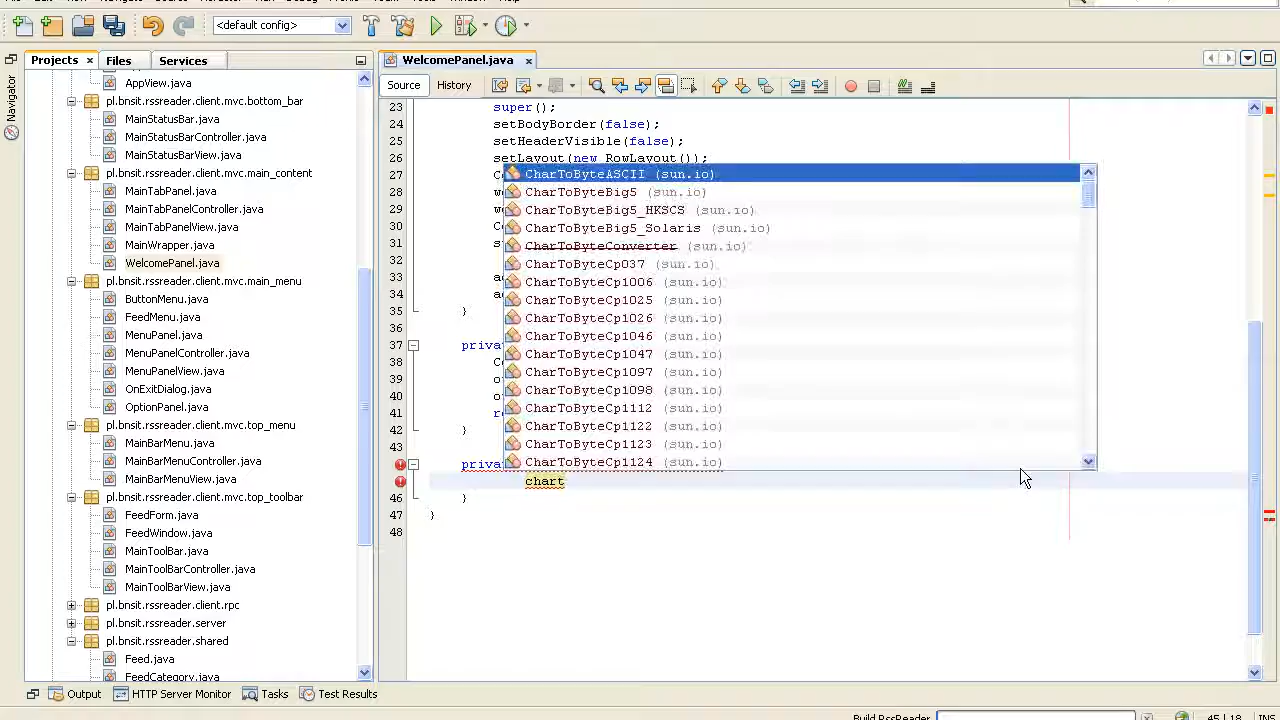 <default config>
Projects
Files
Services
WelcomePanel.java
Source
History
Navigator
AppView.java
pl.bnsit.rssreader.client.mvc.bottom_bar
MainStatusBar.java
MainStatusBarController.java
MainStatusBarView.java
pl.bnsit.rssreader.client.mvc.main_content
MainTabPanel.java
MainTabPanelController.java
MainTabPanelView.java
MainWrapper.java
WelcomePanel.java
pl.bnsit.rssreader.client.mvc.main_menu
ButtonMenu.java
FeedMenu.java
MenuPanel.java
MenuPanelController.java
MenuPanelView.java
OnExitDialog.java
OptionPanel.java
pl.bnsit.rssreader.client.mvc.top_menu
MainBarMenu.java
MainBarMenuController.java
MainBarMenuView.java
pl.bnsit.rssreader.client.mvc.top_toolbar
FeedForm.java
FeedWindow.java
MainToolBar.java
MainToolBarController.java
MainToolBarView.java
pl.bnsit.rssreader.client.rpc
pl.bnsit.rssreader.server
pl.bnsit.rssreader.shared
Feed.java
FeedCategory.java
23 super();
24 setBodyBorder(false);
25 setHeaderVisible(false);
26 setLayout(new RowLayout());
27
28
29
30
31
32
33
34
35 }
36
37 priva
38
39
40
41
42 }
43
priva
chart
46 }
47 }
48
CharToByteASCII (sun.io)
CharToByteBig5 (sun.io)
CharToByteBig5_HKSCS (sun.io)
CharToByteBig5_Solaris (sun.io)
CharToByteConverter (sun.io)
CharToByteCp037 (sun.io)
CharToByteCp1006 (sun.io)
CharToByteCp1025 (sun.io)
CharToByteCp1026 (sun.io)
CharToByteCp1046 (sun.io)
CharToByteCp1047 (sun.io)
CharToByteCp1097 (sun.io)
CharToByteCp1098 (sun.io)
CharToByteCp1112 (sun.io)
CharToByteCp1122 (sun.io)
CharToByteCp1123 (sun.io)
CharToByteCp1124 (sun.io)
Output
HTTP Server Monitor
Tasks
Test Results
Build RssReader